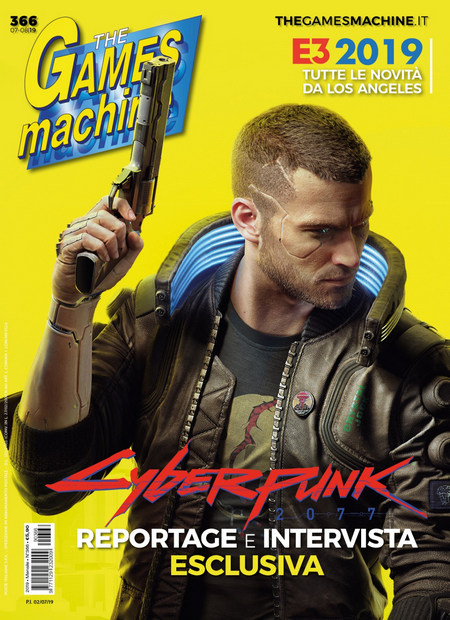 366
07-08|19
THE
GAMES
machine
THEGAMESMACHINE.IT
E3 2019
TUTTE LE NOVITÀ
DA LOS ANGELES
CYBERPUNK
2077
REPORTAGE E INTERVISTA
ESCLUSIVA
P.I. 02/07/19